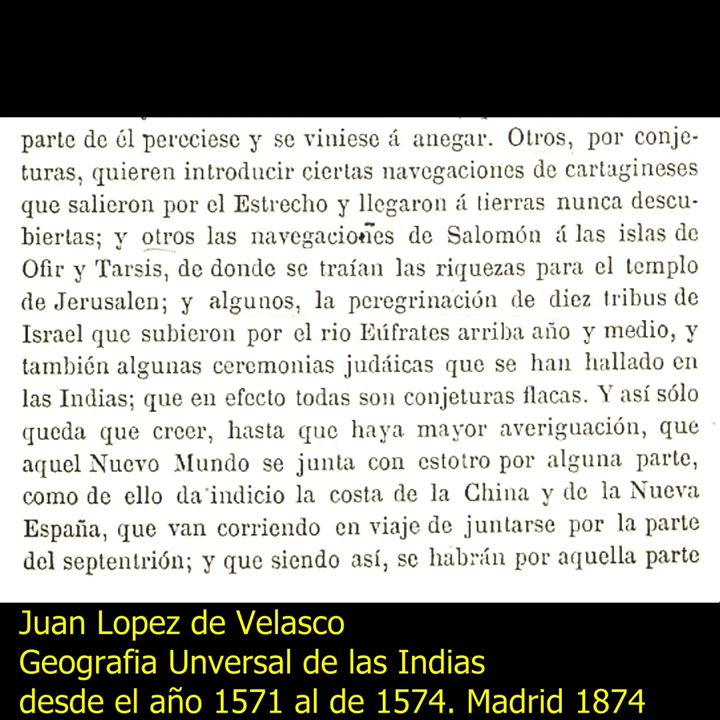 parte de él pereciese y se viniese á anegar. Otros, por conje-
turas, quieren introducir ciertas navegaciones de cartagineses
que salieron por el Estrecho y llegaron á tierras nunca descu-
biertas; y otros las navegaciones de Salomón á las islas de
Ofir y Tarsis, de donde se traían las riquezas para el templo
de Jerusalen; y algunos, la peregrinación de diez tribus de
Israel que subieron por el rio Eúfrates arriba año y medio, y
también algunas ceremonias judáicas que se han hallado en
las Indias; que en efecto todas son conjeturas flacas. Y así sólo
queda que creer, hasta que haya mayor averiguación, que
aquel Nuevo Mundo se junta con estotro por alguna parte,
como de ello da indicio la costa de la China y de la Nueva
España, que van corriendo en viaje de juntarse por la parte
del septentrión; y que siendo así, se habrán por aquella parte
Juan Lopez de Velasco
Geografia Unversal de las Indias
desde el año 1571 al de 1574. Madrid 1874